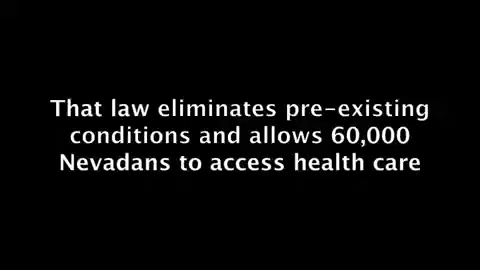 That law eliminates pre-existing
conditions and allows 60,000
Nevadans to access health care